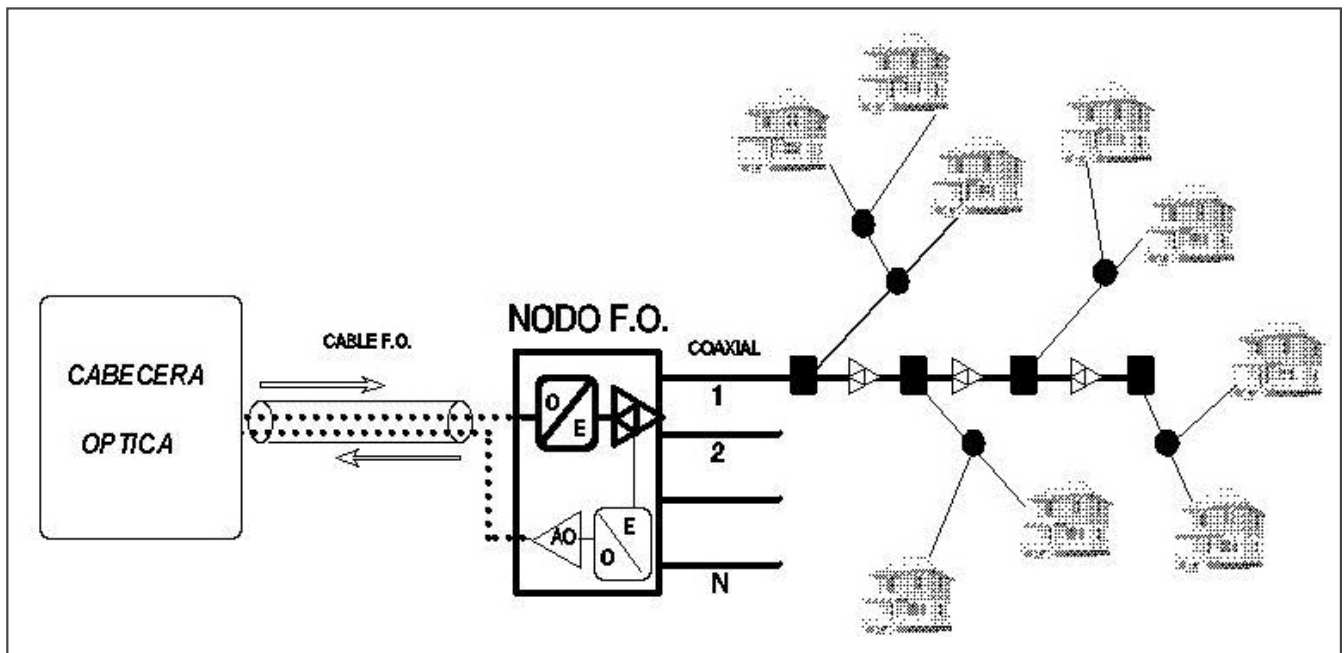 NODO F.O.
CABLE F.O.
COAXIAL
CABECERA
OPTICA
1
O
E
2
AO
E
O
N